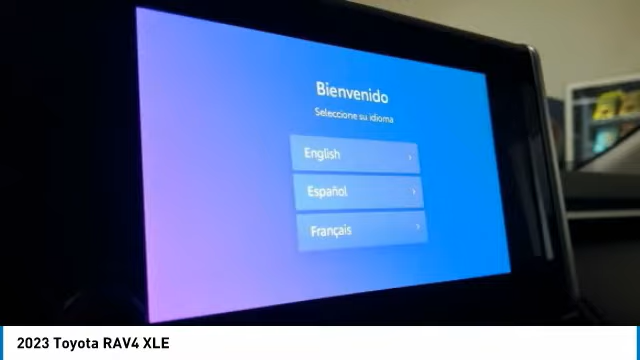 Bienvenido
Seleccione su idioma
English
Español
Français
2023 Toyota RAV4 XLE